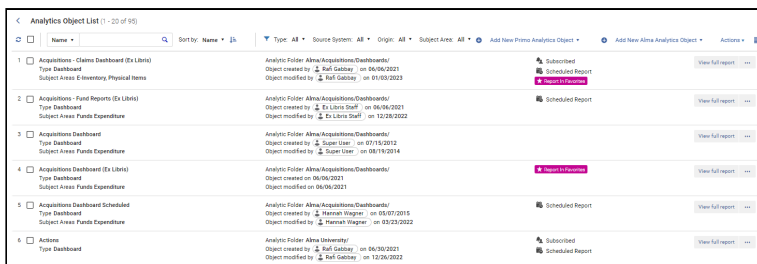 Analytics Object List (1 - 20 of 95)
Name
Sort by: Name
Type: All Source System: All Origin: All Subject Area: All
Add New Primo Analytics Object
Add New Alma Analytics Object
Actions
1 Acquisitions - Claims Dashboard (Ex Libris)
Type Dashboard
Subject Areas E-Inventory, Physical Items
Analytic Folder Alma/Acquisitions/Dashboards/
Object created by Rafi Gabbay on 06/06/2021
Object modified by Rafi Gabbay on 01/03/2023
Subscribed
Scheduled Report
Report In Favorites
View full report
2 Acquisitions - Fund Reports (Ex Libris)
Type Dashboard
Subject Areas Funds Expenditure
Analytic Folder Alma/Acquisitions/Dashboards/
Object created by Ex Libris Staff on 06/06/2021
Object modified by Ex Libris Staff on 12/28/2022
Scheduled Report
View full report
3 Acquisitions Dashboard
Type Dashboard
Subject Areas Funds Expenditure
Analytic Folder Alma/Acquisitions/Dashboards/
Object created by Super User on 07/15/2012
Object modified by Super User on 08/19/2014
View full report
4 Acquisitions Dashboard (Ex Libris)
Type Dashboard
Subject Areas Funds Expenditure
Analytic Folder Alma/Acquisitions/Dashboards/
Object created on 06/06/2021
Object modified on 06/06/2021
Report In Favorites
View full report
5 Acquisitions Dashboard Scheduled
Type Dashboard
Subject Areas Funds Expenditure
Analytic Folder Alma/Acquisitions/Dashboards/
Object created by Hannah Wagner on 05/07/2015
Object modified by Hannah Wagner on 03/23/2022
Scheduled Report
View full report
6 Actions
Type Dashboard
Analytic Folder Alma University/
Object created by Rafi Gabbay on 06/30/2021
Object modified by Rafi Gabbay on 12/26/2022
Subscribed
Scheduled Report
View full report